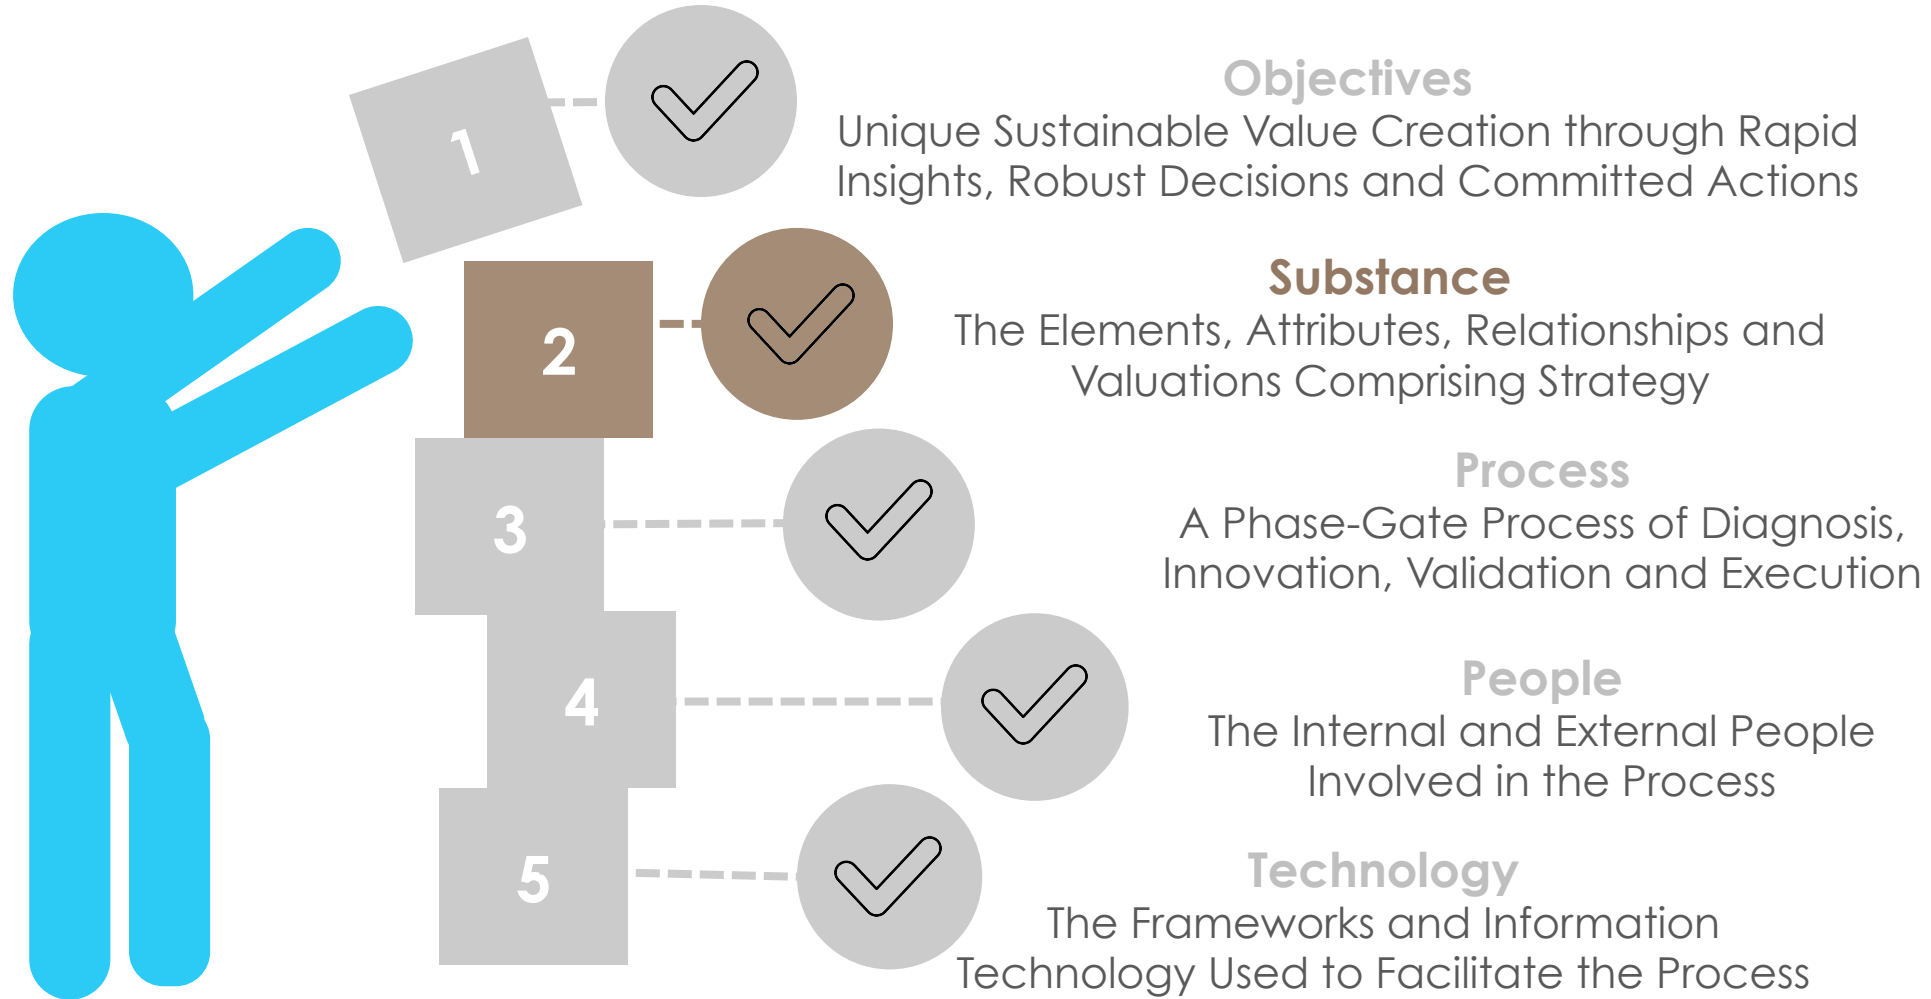 1
Objectives
Unique Sustainable Value Creation through Rapid
Insights, Robust Decisions and Committed Actions
2
Substance
The Elements, Attributes, Relationships and
Valuations Comprising Strategy
3
Process
A Phase-Gate Process of Diagnosis,
Innovation, Validation and Execution
4
People
The Internal and External People
Involved in the Process
5
Technology
The Frameworks and Information
Technology Used to Facilitate the Process